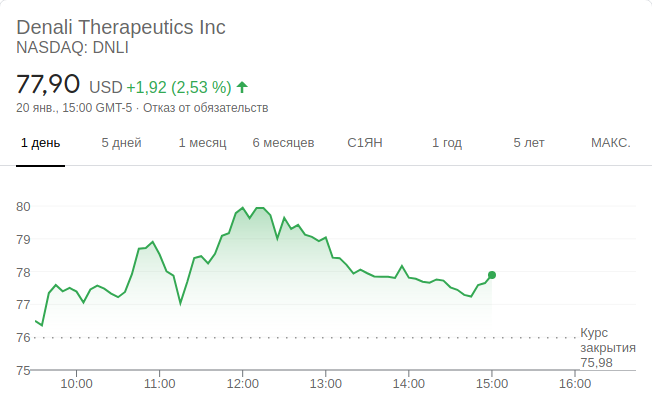 Denali Therapeutics Inc
NASDAQ: DNLI
77,90 USD +1,92 (2,53 %)
20 янв., 15:00 GMT-5 · Отказ от обязательств
1 день 5 дней 1 месяц 6 месяцев С1ЯН 1 год 5 лет МАКС.
80
79
78
77
76
Курс
закрытия
75,98
75
10:00 11:00 12:00 13:00 14:00 15:00 16:00